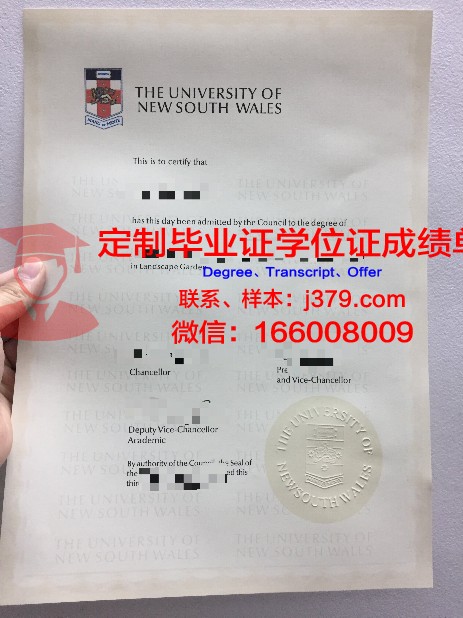 THE UNIVERSITY OF
NEW SOUTH WALES
This is to certify that
has this day been admitted by the Council to the degree of
定制毕业证学位证成绩单
in Landscape
Degree, Transcript, Offer
联系、样本：j379.com
微信：166008009
Chancellor
and Vice-Chancellor
Deputy Vice-Chancellor
Academic
By authority of the Council, the Seal of
the
this
THE UNIVERSITY OF
NEW SOUTH WALES